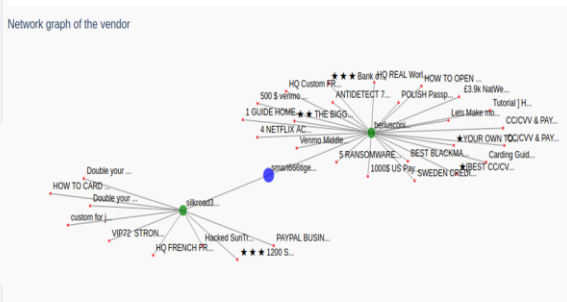 Network graph of the vendor
★★★ Bank d...
HQ REAL Worl...
HOW TO OPEN ...
HQ Custom FR...
£3.9k NatWe...
500 $ venmo ...
ANTIDETECT 7...
POLISH Passp...
Tutorial ] H...
1 GUIDE HOME...
★★ THE BIGG...
Lets Make mo...
CC/CVV & PAY...
4 NETFLIX AC...
berlusconi...
★YOUR OWN TO...
CC/CVV & PAY...
Venmo Middle...
5 RANSOMWARE...
BEST BLACKMA...
Carding Guid...
1000$ US Pay...
SWEDEN CREDI...
★[BEST CC/CV...
Double your ...
HOW TO CARD ...
Double your ...
silkroad3...
custom for j...
VIP72 STRON...
HQ FRENCH PR...
Hacked SunTr...
PAYPAL BUSIN...
★★★ 1200 S...